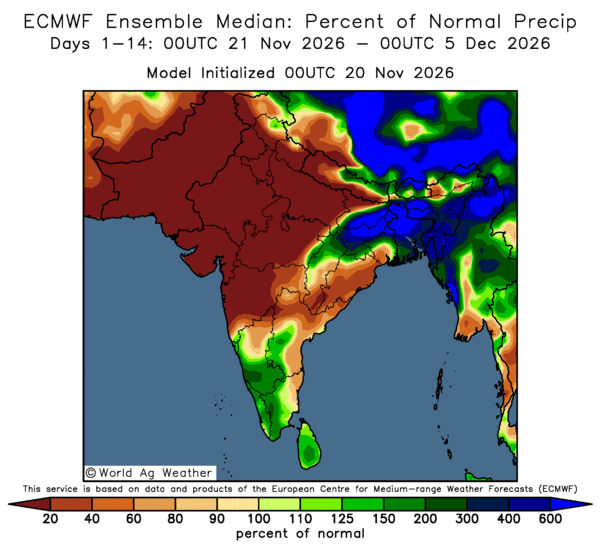 ECMWF Ensemble Median: Percent of Normal Precip
Days 1-14: 00UTC 21 Nov 2026 - 00UTC 5 Dec 2026
Model Initialized 00UTC 20 Nov 2026
© World Ag Weather
This service is based on data and products of the European Centre for Medium-range Weather Forecasts (ECMWF)
20 40 60 80 90 100 110 125 150 200 300 400 600
percent of normal